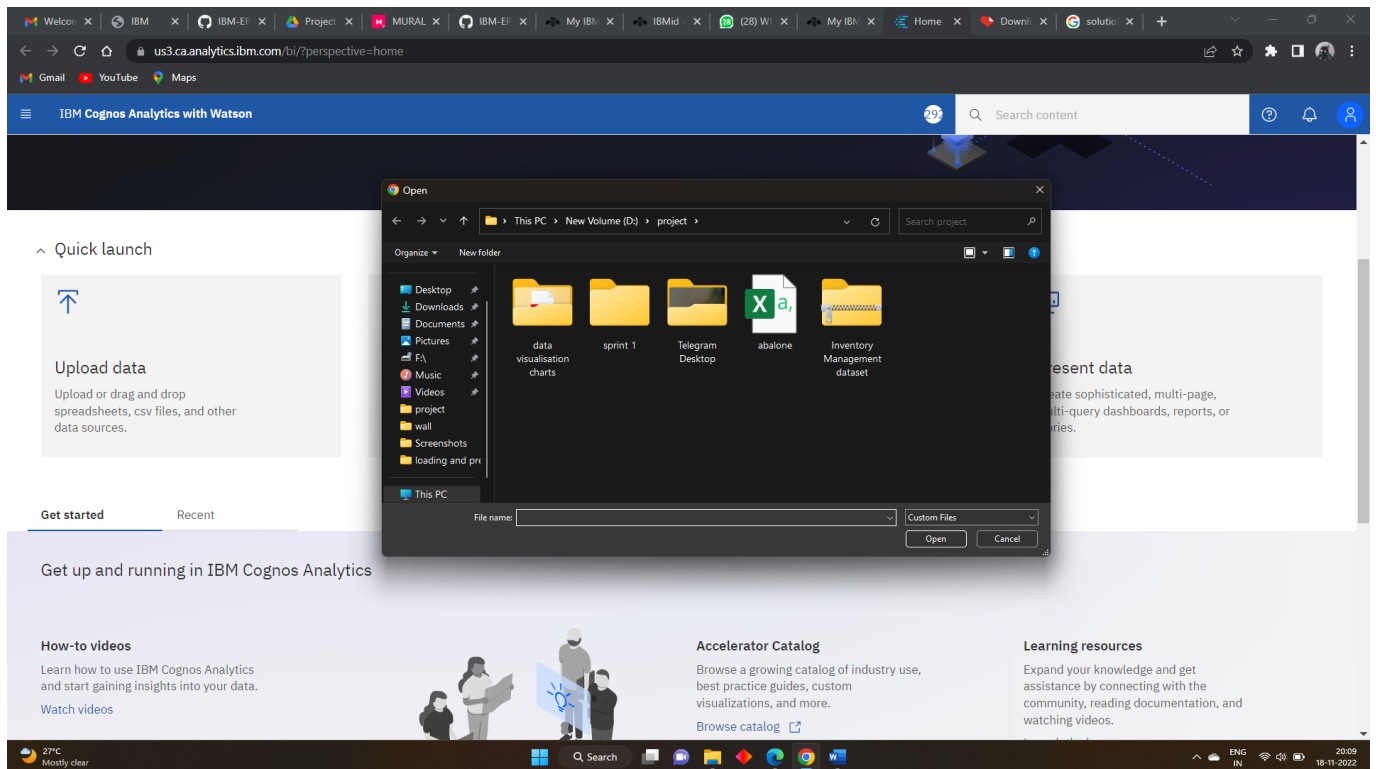 Welcon
IBM
IBM-EP
Project
MURAL
IBM-EP
My IBM
IBMid -
(28) W
My IBM
Home
Downlo
solution
us3.ca.analytics.ibm.com/bi/?perspective=home
Gmail
YouTube
Maps
IBM Cognos Analytics with Watson
292
Search content
Open
This PC > New Volume (D:) > project >
Search project
Organize
New folder
Quick launch
Desktop
Downloads
Documents
Pictures
F:\
Music
Videos
project
wall
Screenshots
loading and pre
This PC
data
visualisation
charts
sprint 1
Telegram
Desktop
a,
abalone
Inventory
Management
dataset
Upload data
Upload or drag and drop
spreadsheets, csv files, and other
data sources.
resent data
eate sophisticated, multi-page,
ulti-query dashboards, reports, or
ories.
File name:
Custom Files
Open
Cancel
Get started
Recent
Get up and running in IBM Cognos Analytics
How-to videos
Learn how to use IBM Cognos Analytics
and start gaining insights into your data.
Watch videos
Accelerator Catalog
Browse a growing catalog of industry use,
best practice guides, custom
visualizations, and more.
Browse catalog
Learning resources
Expand your knowledge and get
assistance by connecting with the
community, reading documentation, and
watching videos.
27°C
Mostly clear
Search
ENG
IN
20:09
18-11-2022